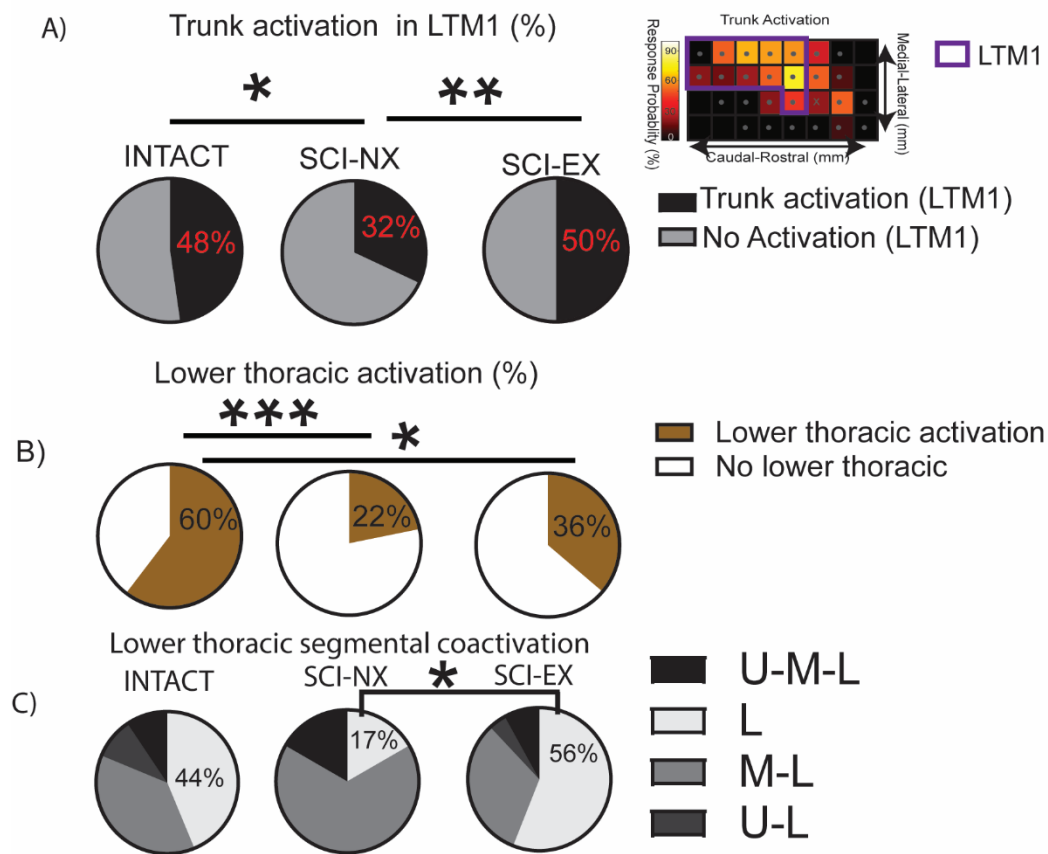 A)
Trunk activation in LTM1 (%)
*
**
INTACT
SCI-NX
SCI-EX
48%
32%
50%
Trunk Activation
Response Probablity (%)
90
60
0
X
Medial-Lateral (mm)
Caudal-Rostral (mm)
LTM1
Trunk activation (LTM1)
No Activation (LTM1)
Lower thoracic activation (%)
***
*
B)
60%
22%
36%
Lower thoracic activation
No lower thoracic
Lower thoracic segmental coactivation
INTACT
SCI-NX
*
SCI-EX
C)
44%
17%
56%
U-M-L
L
M-L
U-L